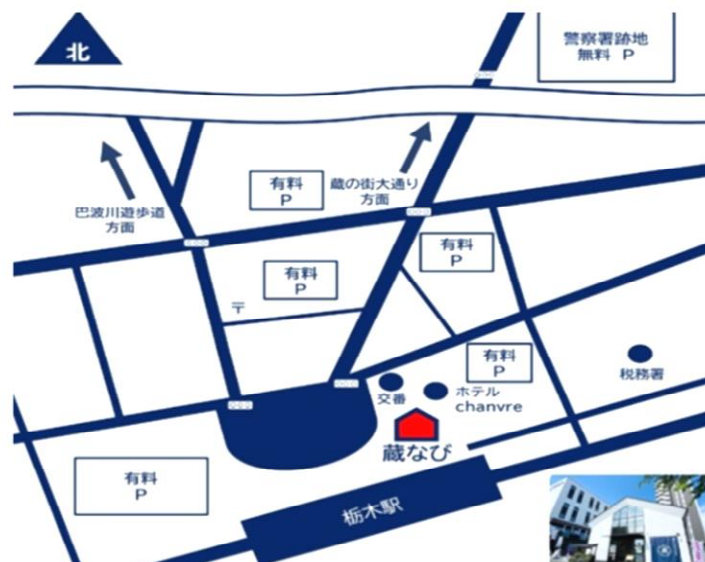 北
警察署跡地
無料 P
有料
P
蔵の街大通り
方面
巴波川遊歩道
方面
有料
P
有料
P
〒
有料
P
税務署
交番
ホテル
chanvre
蔵なび
有料
P
栃木駅